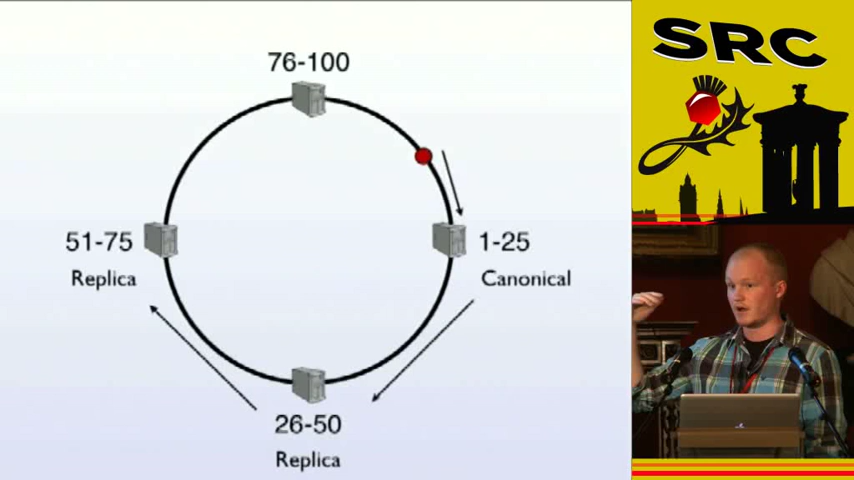 76-100
51-75
Replica
1-25
Canonical
26-50
Replica
SRC